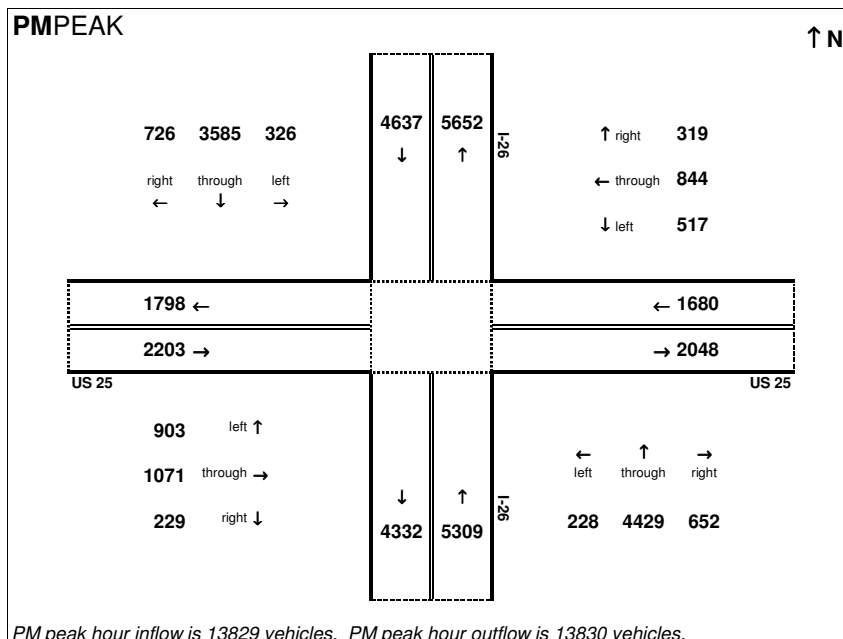 PMPEAK
↑ N
726 3585 326
right through left
← ↓ →
4637 5652
↓ ↑
I-26
↑ right 319
← through 844
↓ left 517
1798 ←
2203 →
← 1680
→ 2048
US 25
US 25
903 left ↑
1071 through →
229 right ↓
↓ ↑
4332 5309
I-26
← ↑ →
left through right
228 4429 652
PM peak hour inflow is 13829 vehicles. PM peak hour outflow is 13830 vehicles.